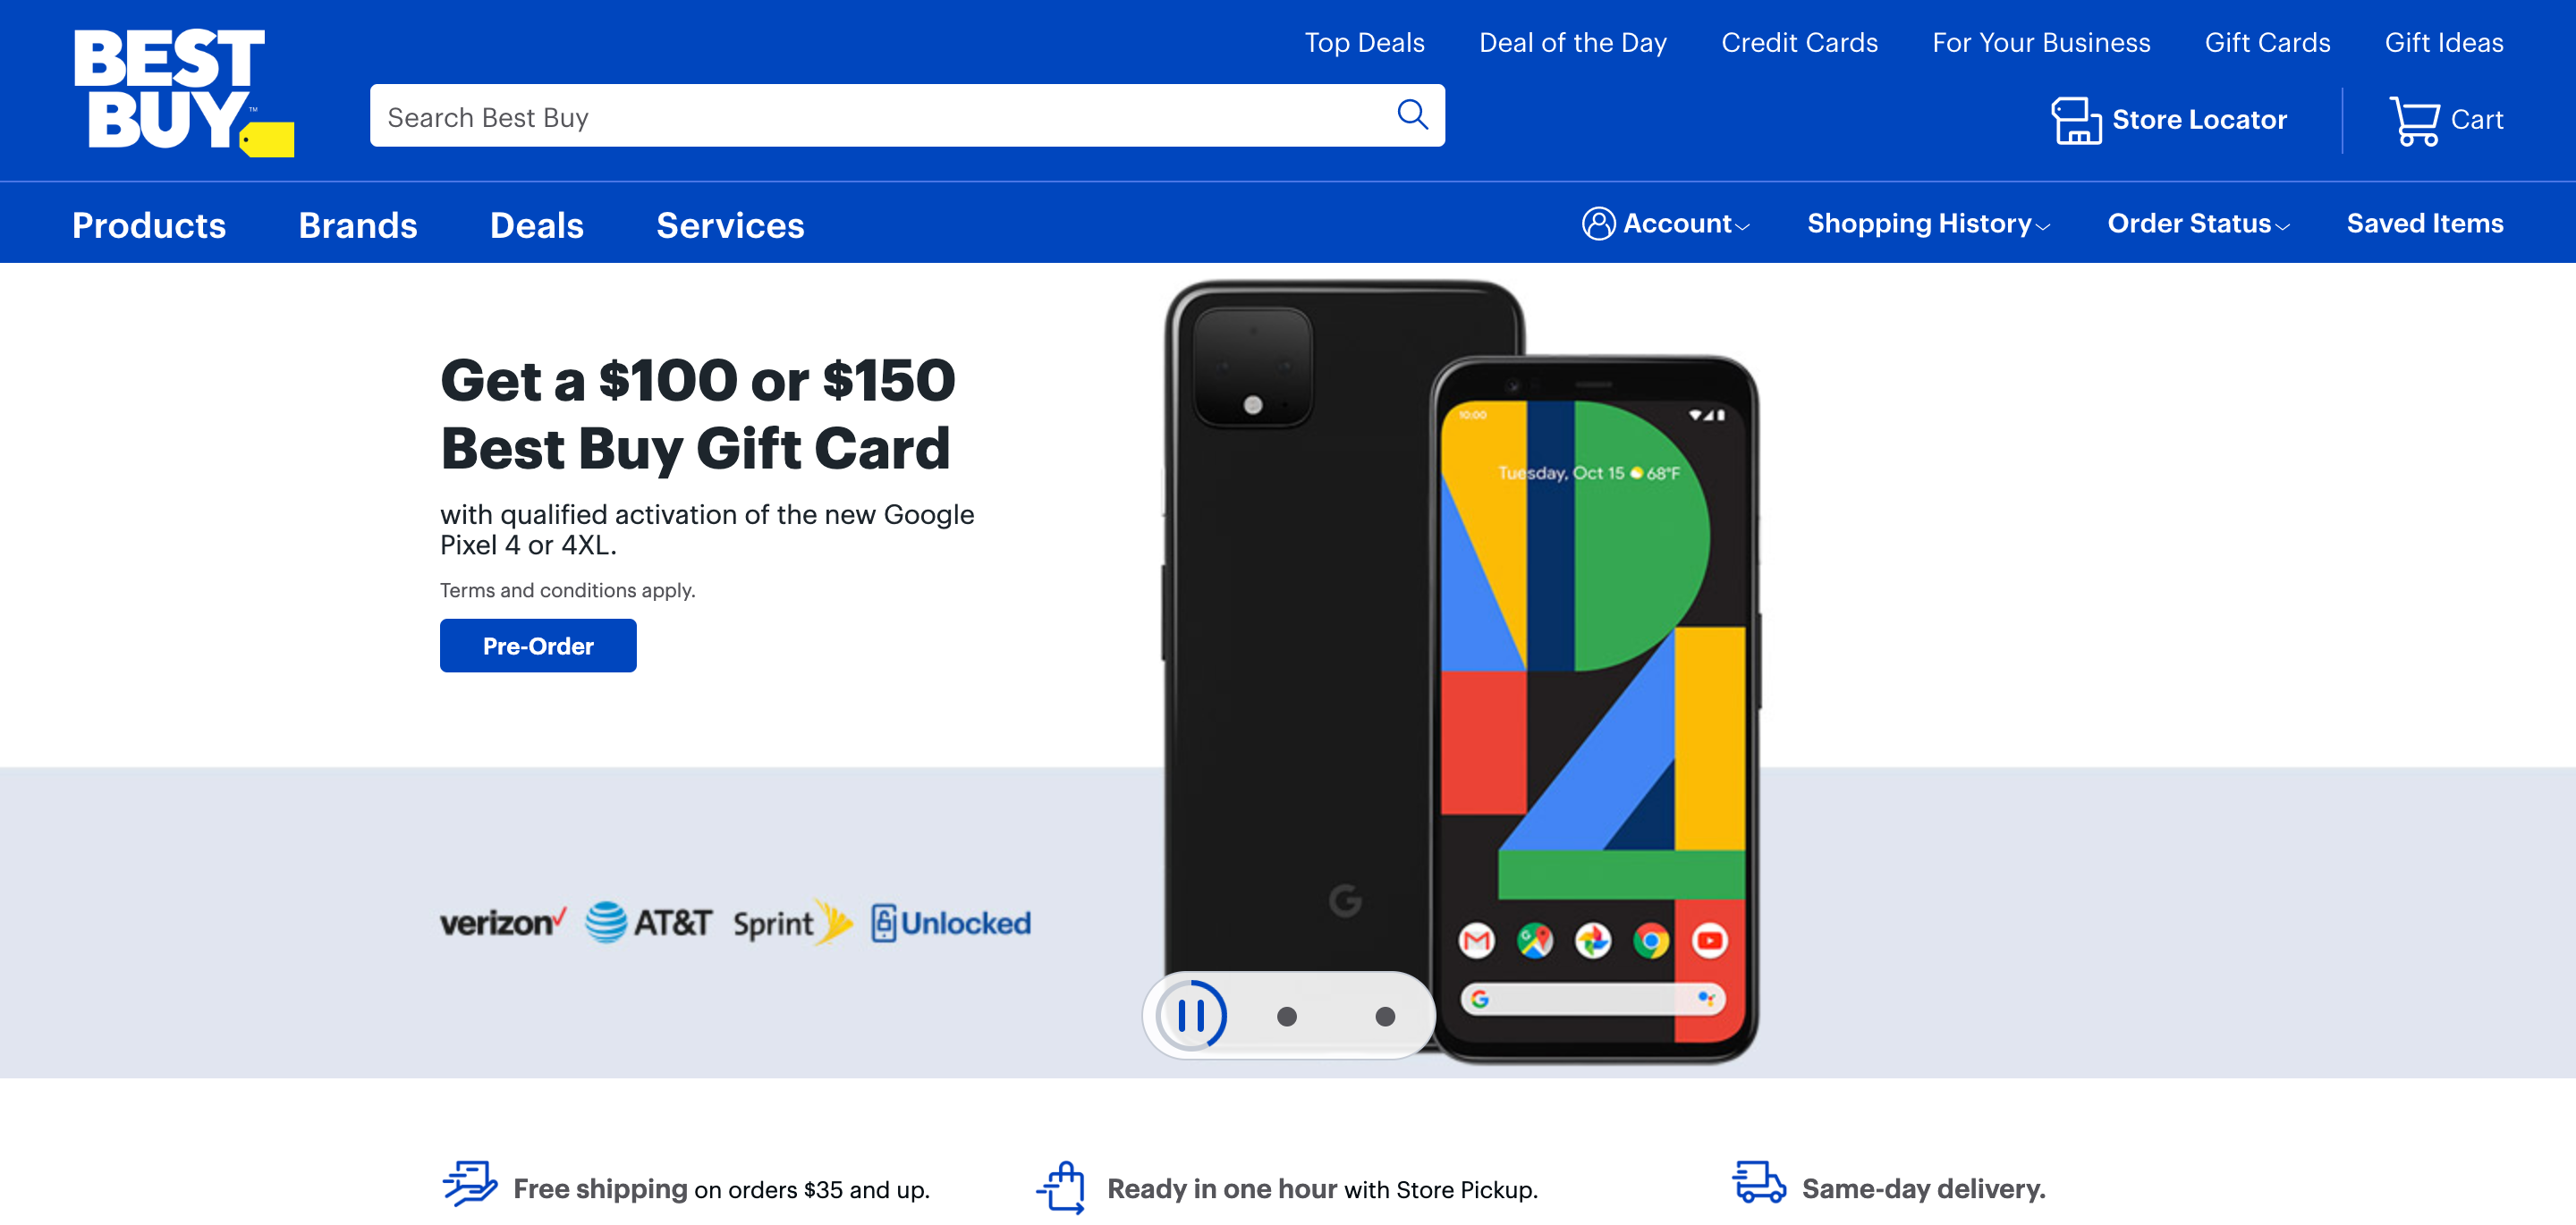 BEST
BUY™
Top Deals Deal of the Day Credit Cards For Your Business Gift Cards Gift Ideas
Search Best Buy
Store Locator
Cart
Products Brands Deals Services
Account Shopping History Order Status Saved Items
Get a $100 or $150
Best Buy Gift Card
with qualified activation of the new Google
Pixel 4 or 4XL.
Terms and conditions apply.
Pre-Order
10:00
Tuesday, Oct 15 68°F
verizon AT&T Sprint Unlocked
G
G
Free shipping on orders $35 and up.
Ready in one hour with Store Pickup.
Same-day delivery.